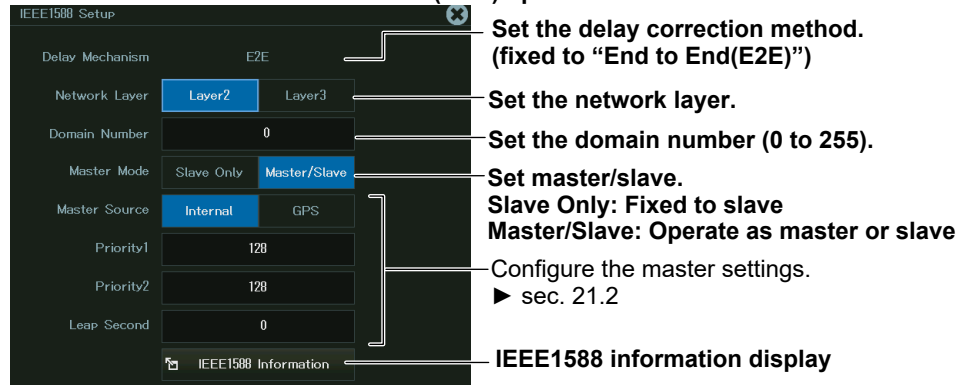 IEEE1588 Setup
Delay Mechanism E2E
Set the delay correction method.
(fixed to “End to End(E2E)”)
Network Layer Layer2 Layer3
Set the network layer.
Domain Number 0
Set the domain number (0 to 255).
Master Mode Slave Only Master/Slave
Set master/slave.
Slave Only: Fixed to slave
Master/Slave: Operate as master or slave
Master Source Internal GPS
Priority1 128
Priority2 128
Leap Second 0
Configure the master settings.
► sec. 21.2
IEEE1588 Information
IEEE1588 information display